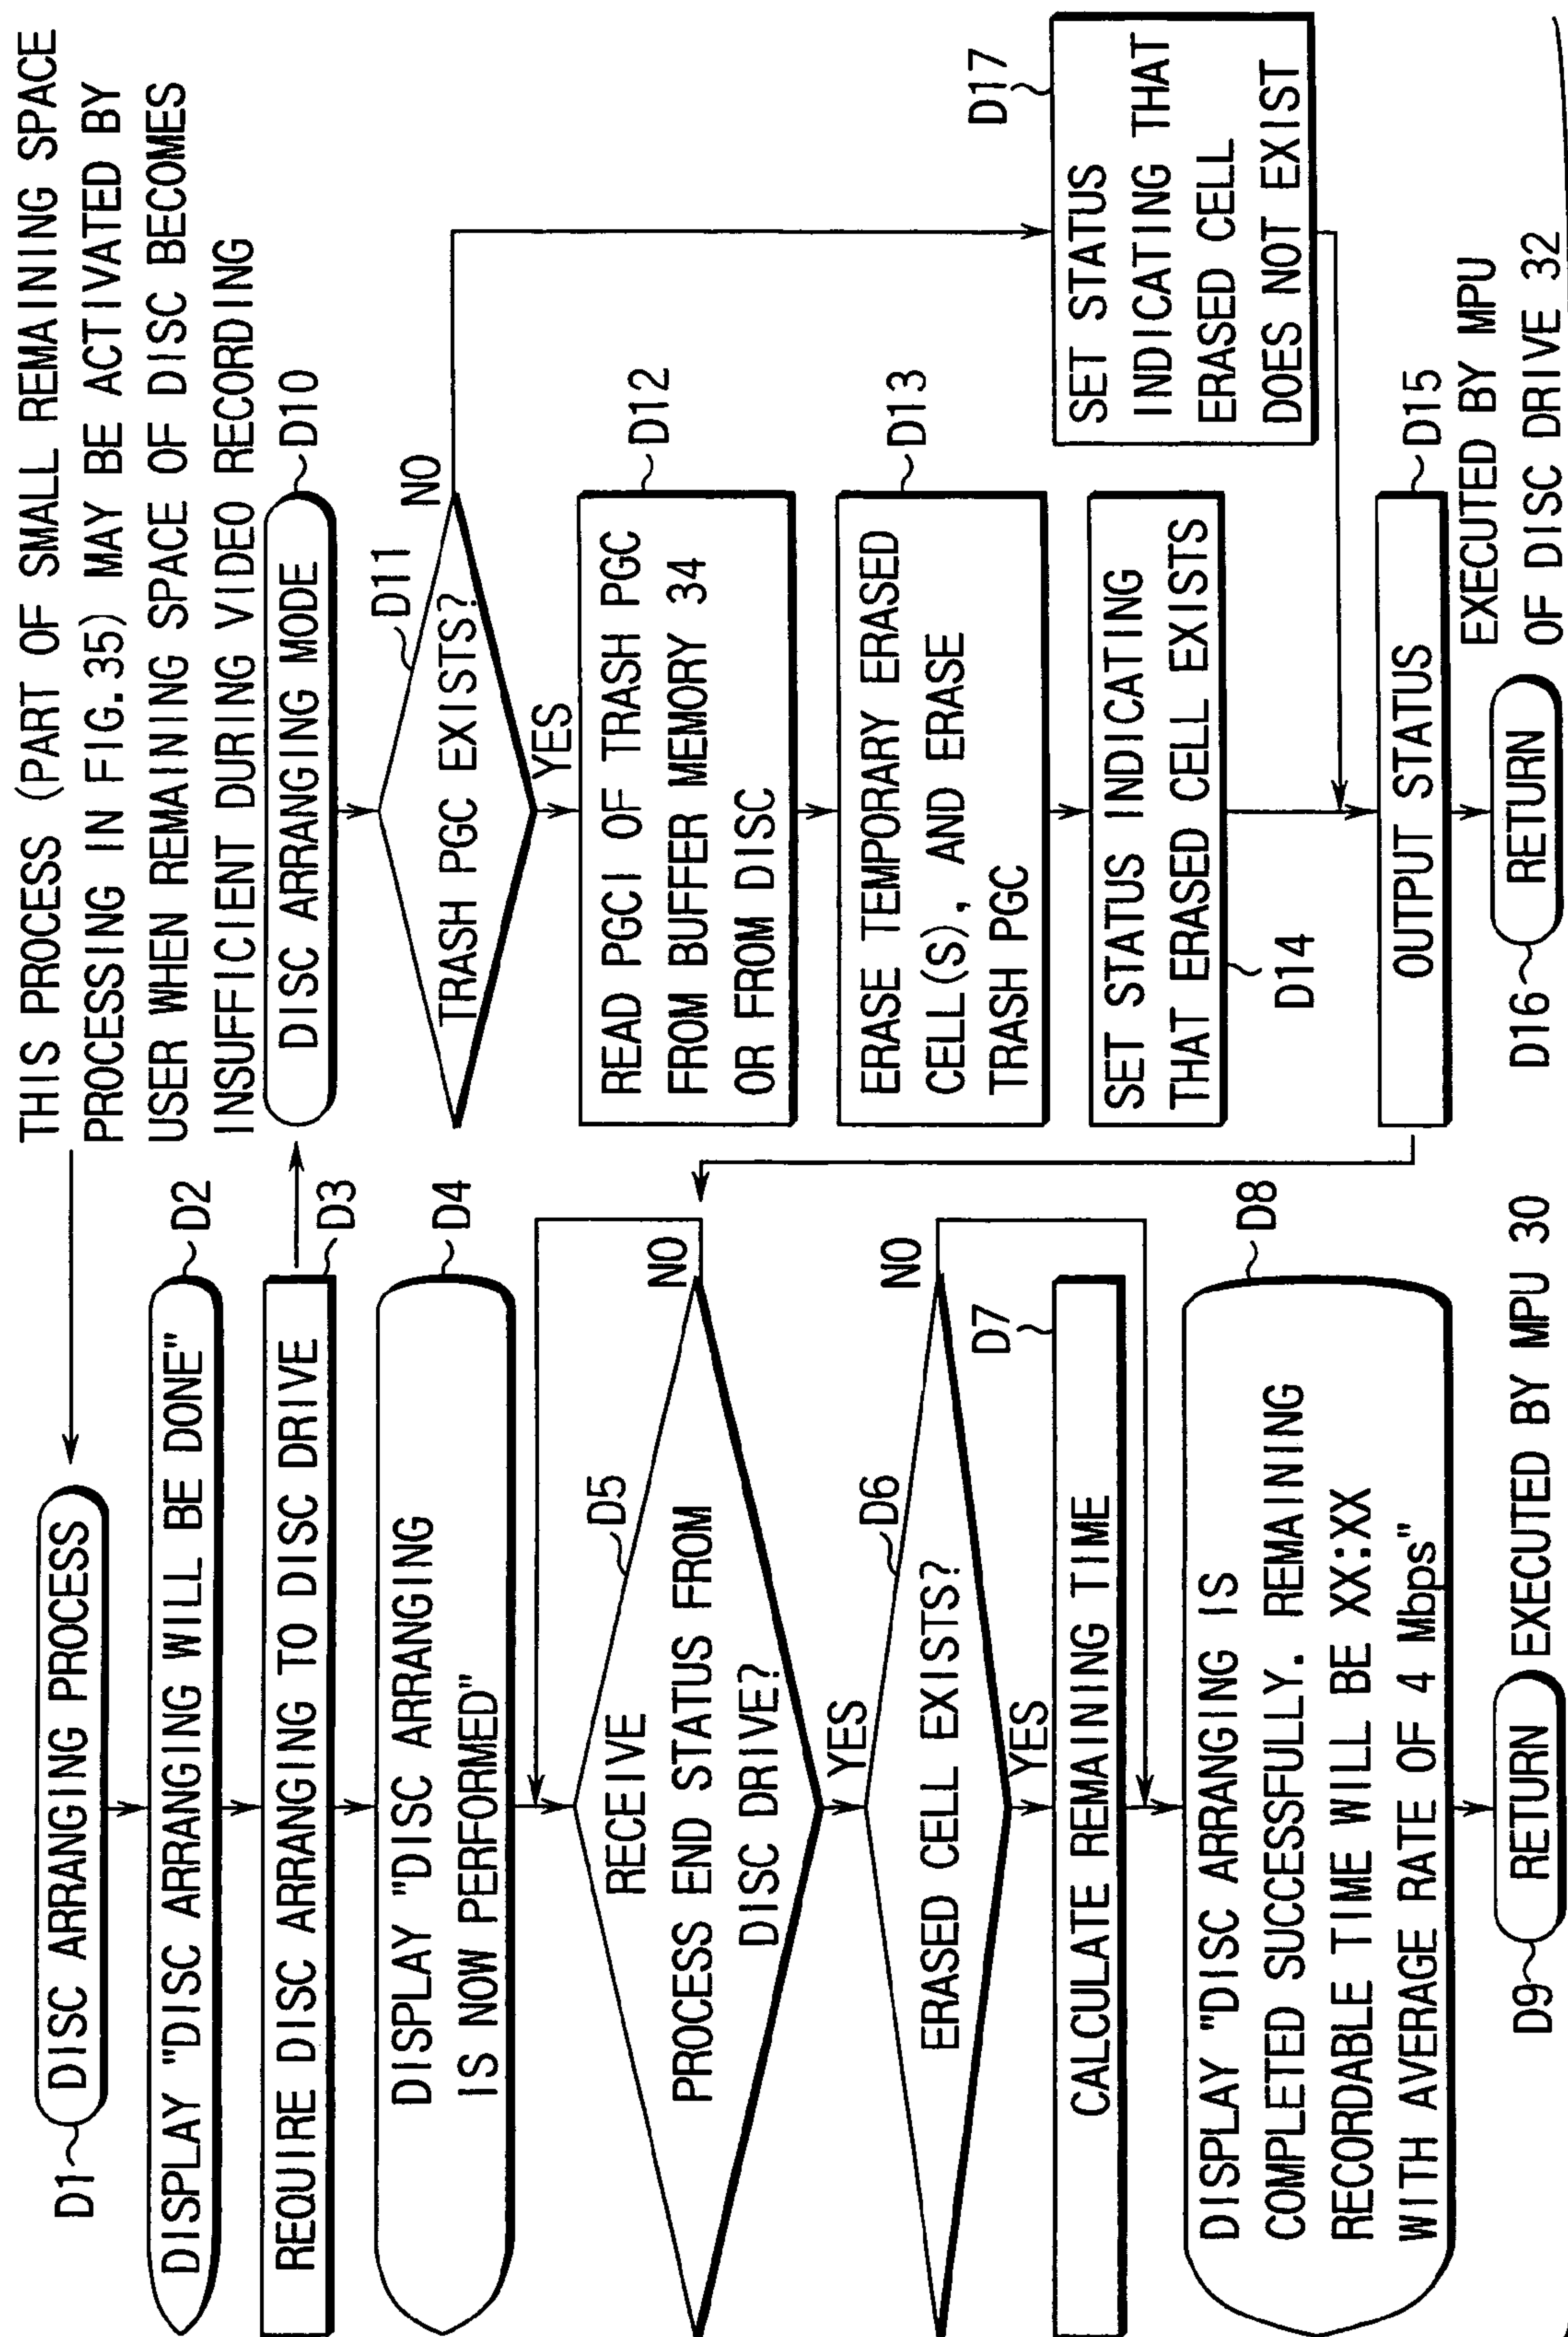 THIS PROCESS (PART OF SMALL REMAINING SPACE
PROCESSING IN FIG.35) MAY BE ACTIVATED BY
USER WHEN REMAINING SPACE OF DISC BECOMES
INSUFFICIENT DURING VIDEO RECORDING
D1
DISC ARRANGING PROCESS
D2
DISPLAY "DISC ARRANGING WILL BE DONE"
D3
REQUIRE DISC ARRANGING TO DISC DRIVE
D4
DISPLAY "DISC ARRANGING
IS NOW PERFORMED"
D5
RECEIVE
PROCESS END STATUS FROM
DISC DRIVE?
NO
YES
D6
ERASED CELL EXISTS?
NO
YES
D7
CALCULATE REMAINING TIME
D8
DISPLAY "DISC ARRANGING IS
COMPLETED SUCCESSFULLY. REMAINING
RECORDABLE TIME WILL BE XX:XX
WITH AVERAGE RATE OF 4 Mbps"
D9
RETURN
EXECUTED BY MPU 30
D10
DISC ARRANGING MODE
D11
TRASH PGC EXISTS?
NO
YES
D12
READ PGCI OF TRASH PGC
FROM BUFFER MEMORY 34
OR FROM DISC
D13
ERASE TEMPORARY ERASED
CELL(S), AND ERASE
TRASH PGC
SET STATUS INDICATING
THAT ERASED CELL EXISTS
D14
D17
SET STATUS
INDICATING THAT
ERASED CELL
DOES NOT EXIST
D15
OUTPUT STATUS
D16
RETURN
EXECUTED BY MPU
OF DISC DRIVE 32